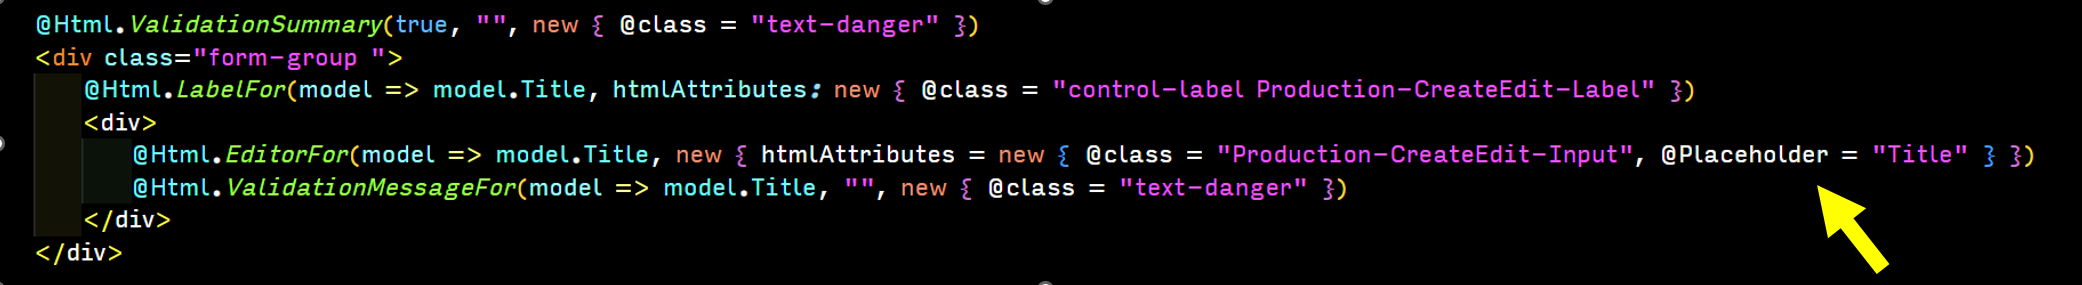 @Html.ValidationSummary(true, "", new { @class = "text-danger" })
<div class="form-group ">
@Html.LabelFor(model => model.Title, htmlAttributes: new { @class = "control-label Production-CreateEdit-Label" })
<div>
@Html.EditorFor(model => model.Title, new { htmlAttributes = new { @class = "Production-CreateEdit-Input", @Placeholder = "Title" } })
@Html.ValidationMessageFor(model => model.Title, "", new { @class = "text-danger" })
</div>
</div>